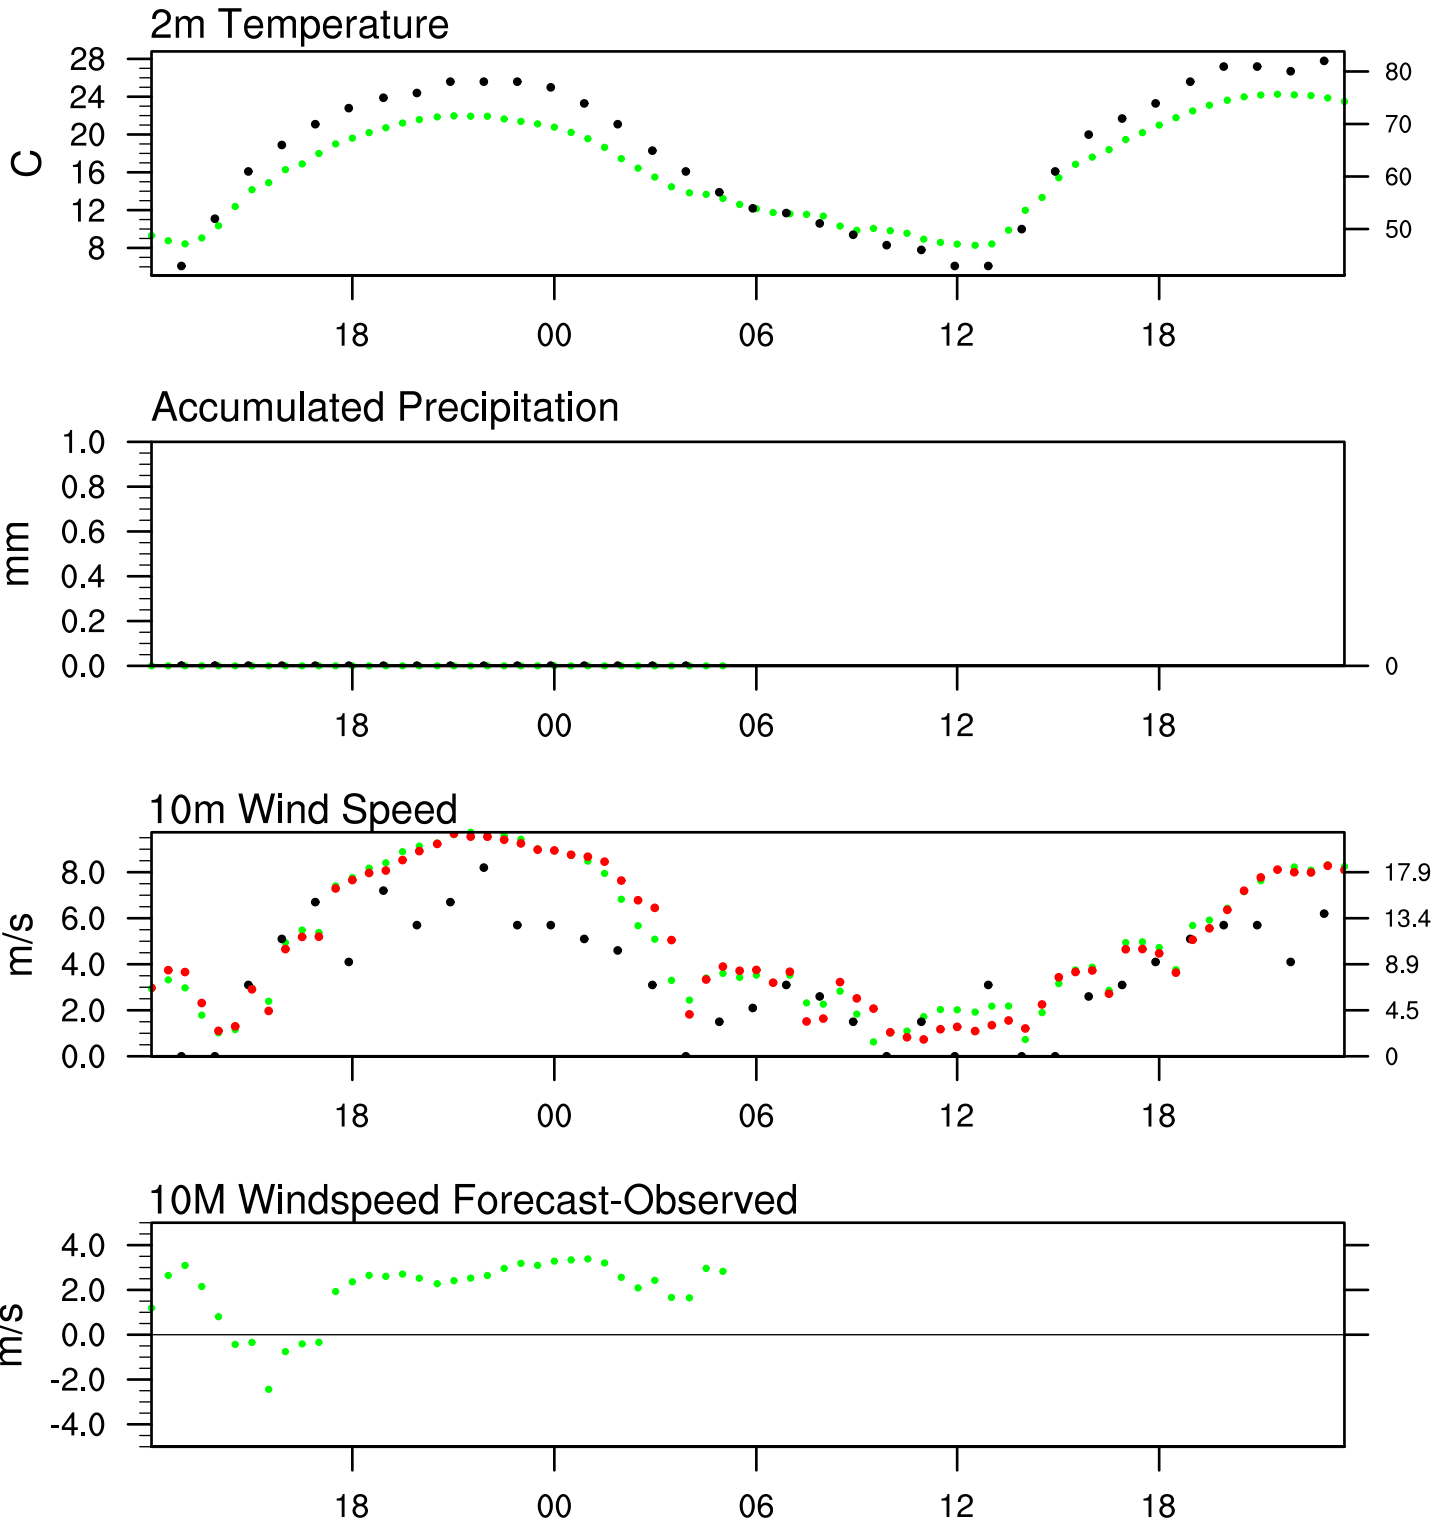 2m Temperature
28
24
20
16
12
8
C
80
70
60
50
18 00 06 12 18
Accumulated Precipitation
1.0
0.8
0.6
0.4
0.2
0.0
mm
0
18 00 06 12 18
10m Wind Speed
8.0
6.0
4.0
2.0
0.0
m/s
17.9
13.4
8.9
4.5
0
18 00 06 12 18
10M Windspeed Forecast-Observed
4.0
2.0
0.0
-2.0
-4.0
m/s
18 00 06 12 18